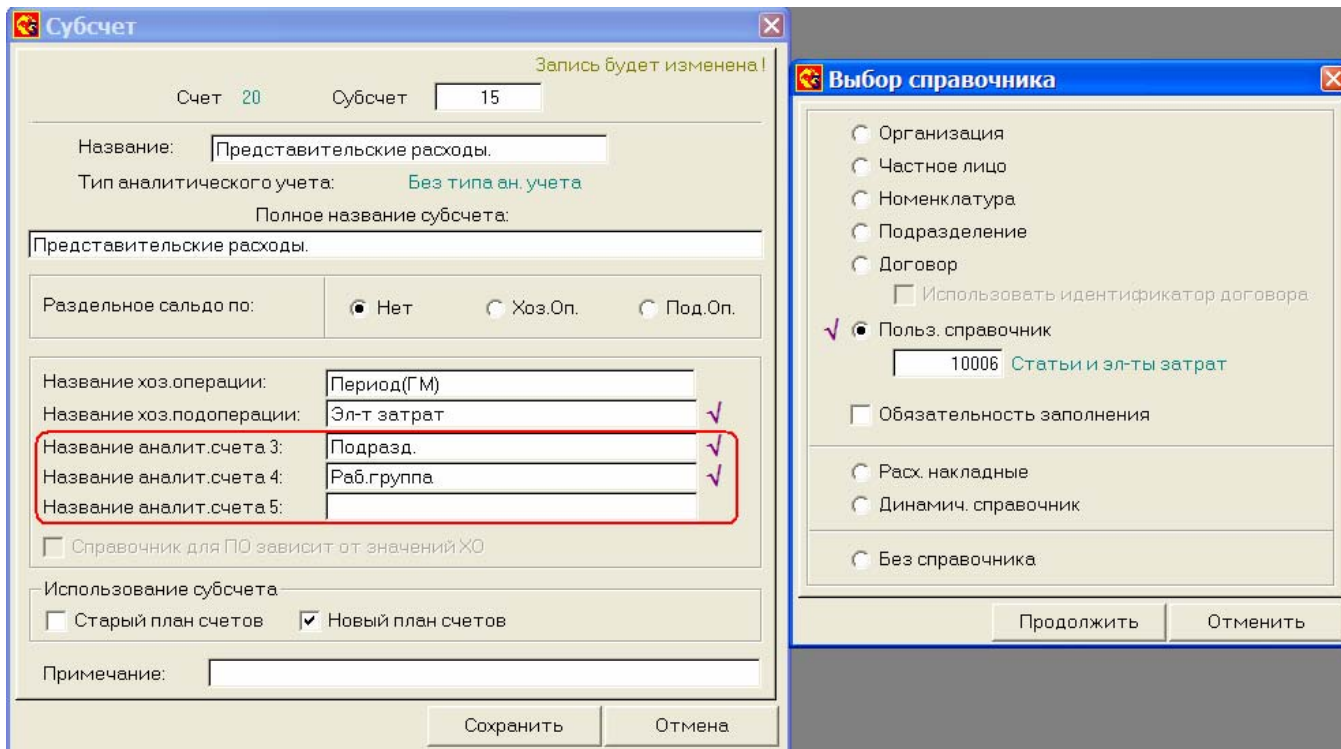 Субсчет
Запись будет изменена!
Счет 20 Субсчет 15
Название: Представительские расходы.
Тип аналитического учета: Без типа ан. учета
Полное название субсчета:
Представительские расходы.
Раздельное сальдо по: Нет Хоз.Оп. Под.Оп.
Название хоз.операции: Период(ГМ)
Название хоз.подоперации: Эл-т затрат
Название аналит.счета 3: Подразд.
Название аналит.счета 4: Раб.группа
Название аналит.счета 5:
Справочник для ПО зависит от значений ХО
Использование субсчета
Старый план счетов Новый план счетов
Примечание:
Сохранить Отмена
Выбор справочника
Организация
Частное лицо
Номенклатура
Подразделение
Договор
Использовать идентификатор договора
Польз. справочник
10006 Статьи и эл-ты затрат
Обязательность заполнения
Расх. накладные
Динамич. справочник
Без справочника
Продолжить Отменить